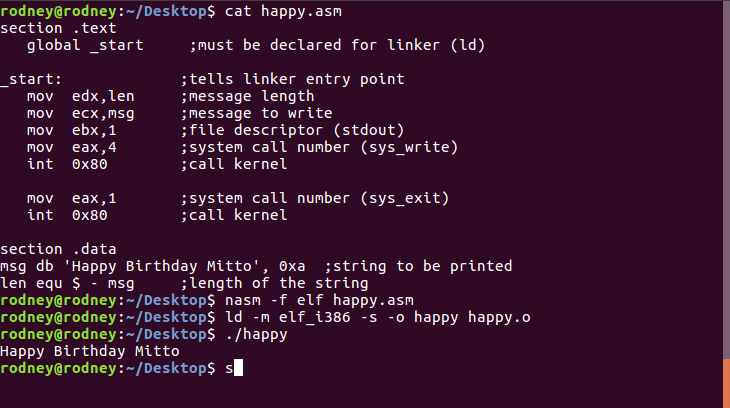 rodney@rodney:~/Desktop$ cat happy.asm
section .text
   global _start     ;must be declared for linker (ld)

_start:             ;tells linker entry point
   mov  edx,len     ;message length
   mov  ecx,msg     ;message to write
   mov  ebx,1       ;file descriptor (stdout)
   mov  eax,4       ;system call number (sys_write)
   int  0x80        ;call kernel

   mov  eax,1       ;system call number (sys_exit)
   int  0x80        ;call kernel

section .data
msg db 'Happy Birthday Mitto', 0xa  ;string to be printed
len equ $ - msg     ;length of the string
rodney@rodney:~/Desktop$ nasm -f elf happy.asm
rodney@rodney:~/Desktop$ ld -m elf_i386 -s -o happy happy.o
rodney@rodney:~/Desktop$ ./happy
Happy Birthday Mitto
rodney@rodney:~/Desktop$ s